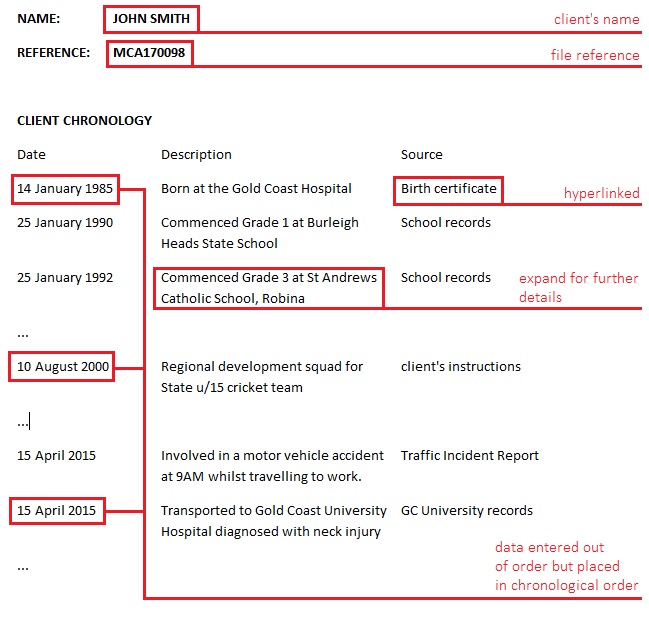 NAME: JOHN SMITH client's name
REFERENCE: MCA170098 file reference
CLIENT CHRONOLOGY
Date Description Source
14 January 1985 Born at the Gold Coast Hospital Birth certificate hyperlinked
25 January 1990 Commenced Grade 1 at Burleigh School records
Heads State School
25 January 1992 Commenced Grade 3 at St Andrews School records expand for further
Catholic School, Robina details
...
10 August 2000 Regional development squad for client's instructions
State u/15 cricket team
...
15 April 2015 Involved in a motor vehicle accident Traffic Incident Report
at 9AM whilst travelling to work.
15 April 2015 Transported to Gold Coast University GC University records
Hospital diagnosed with neck injury
data entered out
of order but placed
...
in chronological order